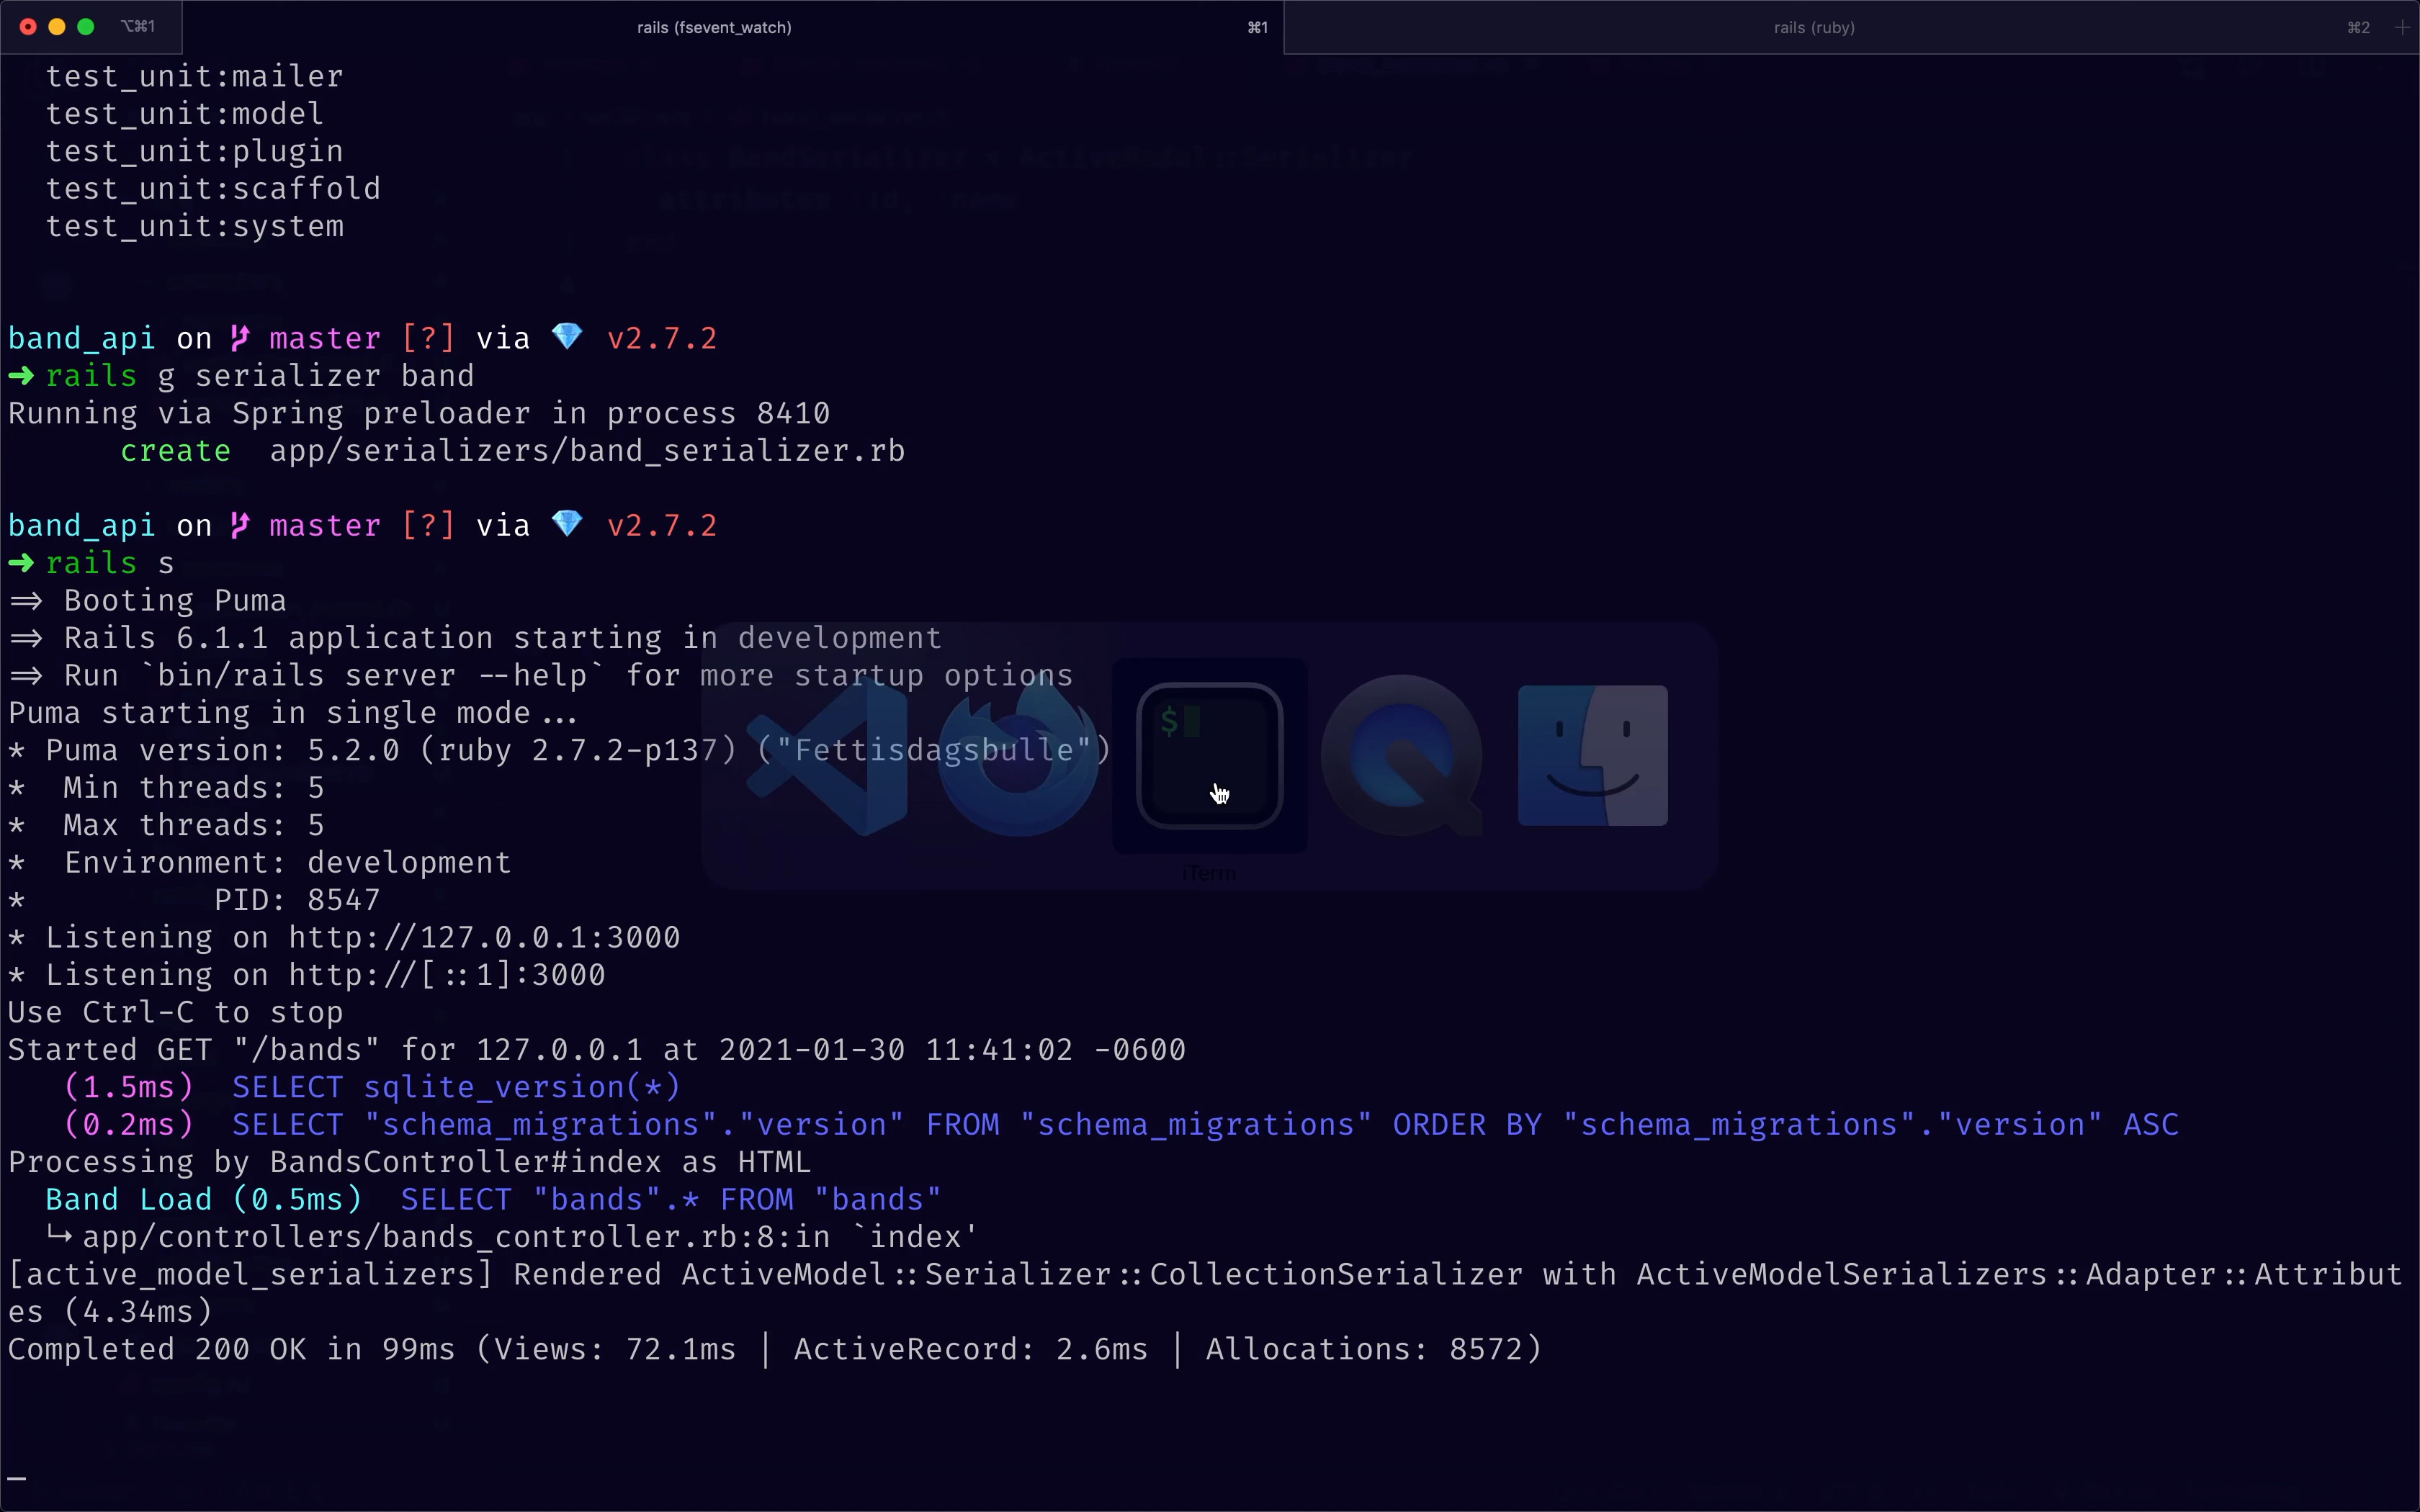 ⌥⌘1 rails (fsevent_watch) ⌘1 rails (ruby) ⌘2 +
test_unit:mailer
test_unit:model
test_unit:plugin
test_unit:scaffold
test_unit:system
band_api on master [?] via 💎 v2.7.2
➜ rails g serializer band
Running via Spring preloader in process 8410
create app/serializers/band_serializer.rb
band_api on master [?] via 💎 v2.7.2
➜ rails s
=> Booting Puma
=> Rails 6.1.1 application starting in development
=> Run `bin/rails server --help` for more startup options
Puma starting in single mode...
* Puma version: 5.2.0 (ruby 2.7.2-p137) ("Fettisdagsbulle")
*  Min threads: 5
*  Max threads: 5
*  Environment: development
*          PID: 8547
* Listening on http://127.0.0.1:3000
* Listening on http://[::1]:3000
Use Ctrl-C to stop
Started GET "/bands" for 127.0.0.1 at 2021-01-30 11:41:02 -0600
(1.5ms)  SELECT sqlite_version(*)
(0.2ms)  SELECT "schema_migrations"."version" FROM "schema_migrations" ORDER BY "schema_migrations"."version" ASC
Processing by BandsController#index as HTML
Band Load (0.5ms)  SELECT "bands".* FROM "bands"
↳ app/controllers/bands_controller.rb:8:in `index'
[active_model_serializers] Rendered ActiveModel::Serializer::CollectionSerializer with ActiveModelSerializers::Adapter::Attribut
es (4.34ms)
Completed 200 OK in 99ms (Views: 72.1ms | ActiveRecord: 2.6ms | Allocations: 8572)
$
iTerm